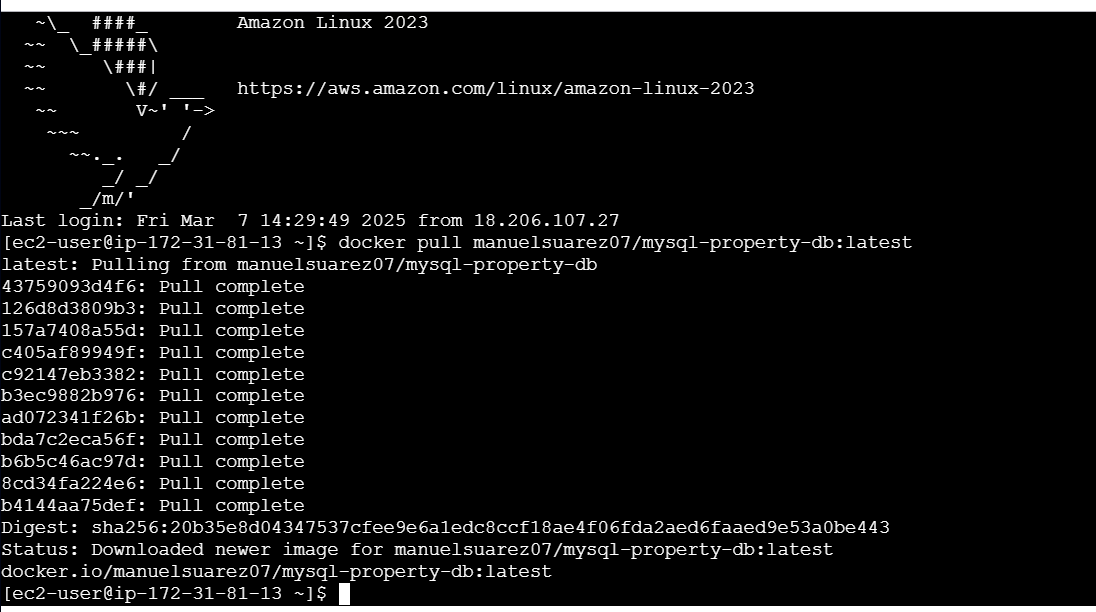 ~\_  ####_        Amazon Linux 2023
  ~~  \_#####\
  ~~     \###|
  ~~       \#/ ___   https://aws.amazon.com/linux/amazon-linux-2023
   ~~       V~' '->
    ~~~         /
      ~~._.   _/
         _/ _/
       _/m/'
Last login: Fri Mar  7 14:29:49 2025 from 18.206.107.27
[ec2-user@ip-172-31-81-13 ~]$ docker pull manuelsuarez07/mysql-property-db:latest
latest: Pulling from manuelsuarez07/mysql-property-db
43759093d4f6: Pull complete
126d8d3809b3: Pull complete
157a7408a55d: Pull complete
c405af89949f: Pull complete
c92147eb3382: Pull complete
b3ec9882b976: Pull complete
ad072341f26b: Pull complete
bda7c2eca56f: Pull complete
b6b5c46ac97d: Pull complete
8cd34fa224e6: Pull complete
b4144aa75def: Pull complete
Digest: sha256:20b35e8d04347537cfee9e6a1edc8ccf18ae4f06fda2aed6faaed9e53a0be443
Status: Downloaded newer image for manuelsuarez07/mysql-property-db:latest
docker.io/manuelsuarez07/mysql-property-db:latest
[ec2-user@ip-172-31-81-13 ~]$